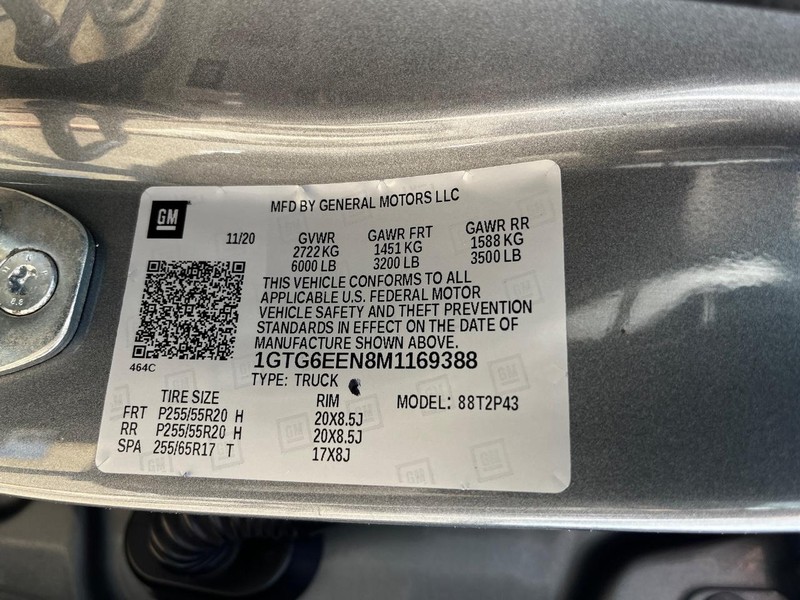 GM
MFD BY GENERAL MOTORS LLC
11/20
GVWR GAWR FRT GAWR RR
2722 KG 1451 KG 1588 KG
6000 LB 3200 LB 3500 LB
THIS VEHICLE CONFORMS TO ALL
APPLICABLE U.S. FEDERAL MOTOR
VEHICLE SAFETY AND THEFT PREVENTION
STANDARDS IN EFFECT ON THE DATE OF
MANUFACTURE SHOWN ABOVE.
464C
1GTG6EEN8M1169388
TYPE: TRUCK
TIRE SIZE RIM MODEL: 88T2P43
FRT P255/55R20 H 20X8.5J
RR P255/55R20 H 20X8.5J
SPA 255/65R17 T 17X8J
8.8